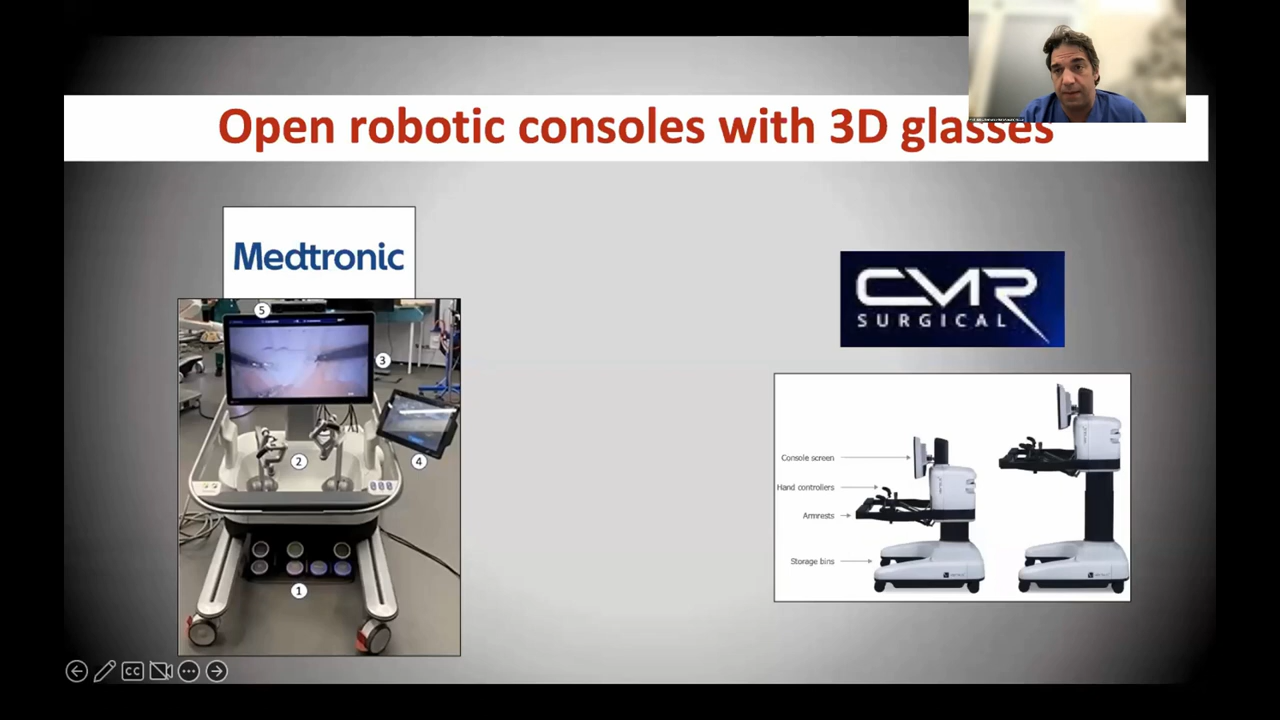 Open robotic consoles with 3D glasses
Medtronic
CMR
SURGICAL
5
3
2
4
1
Console screen
Hand controllers
Armrests
Storage bins
CC